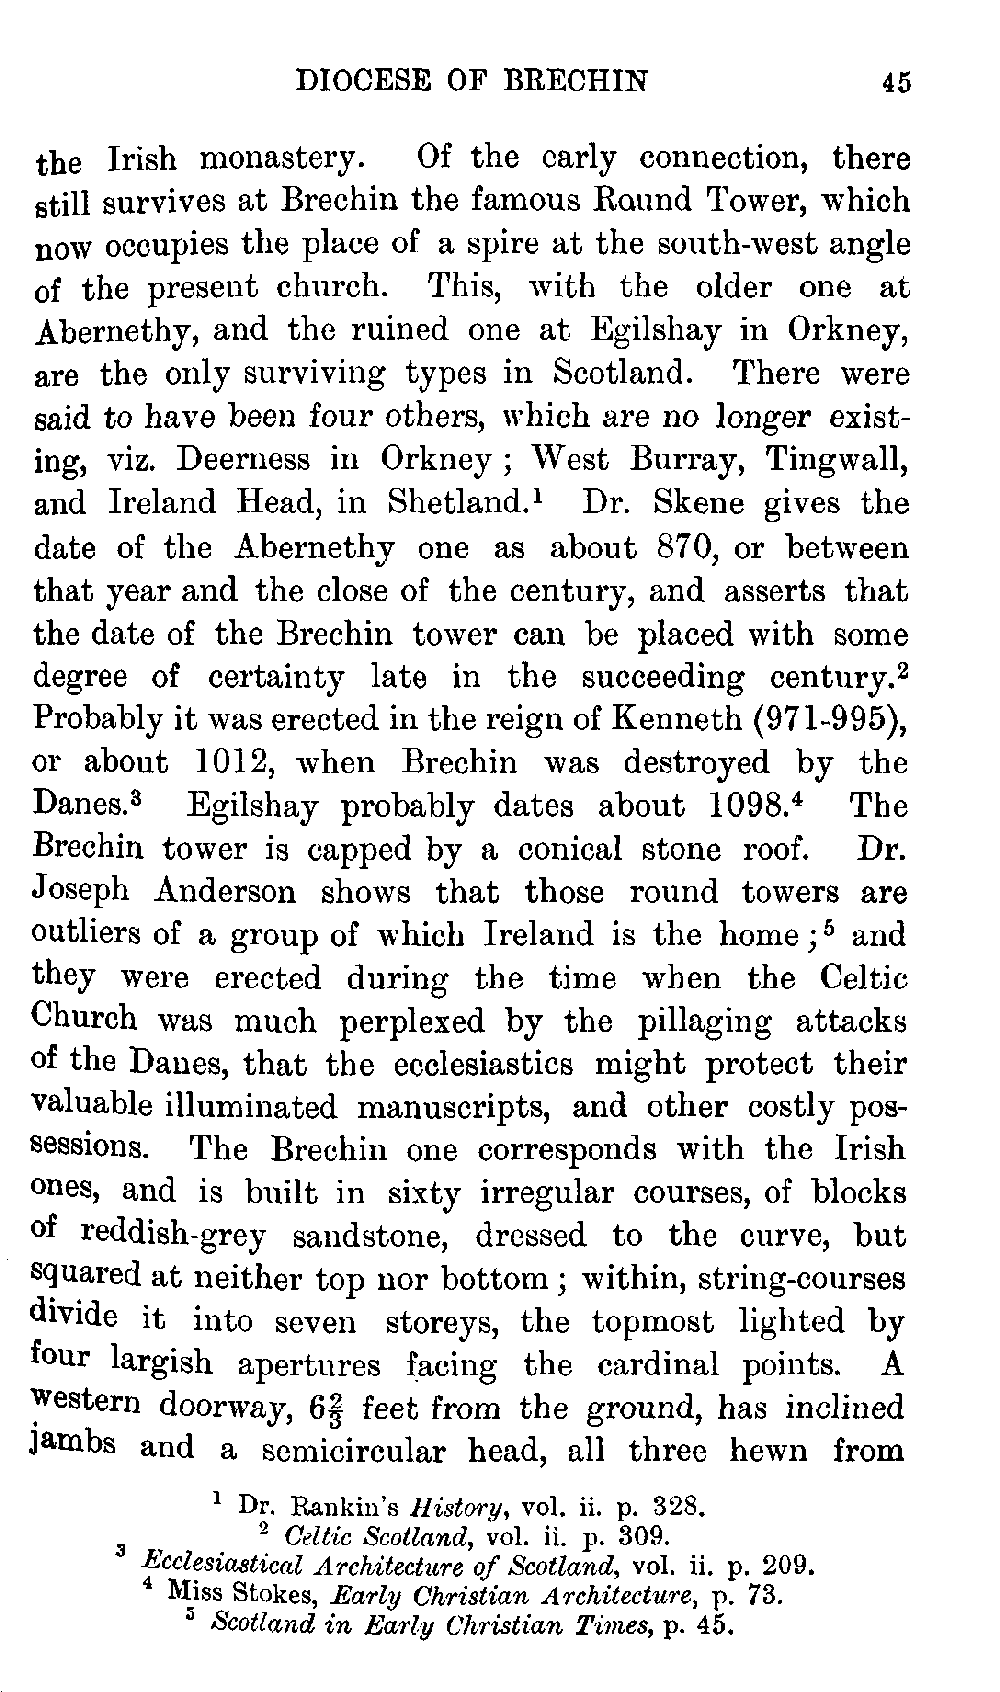 DIOCESE OF BRECHIN 45
the Irish monastery. Of the early connection, there
still survives at Brechin the famous Round Tower, which
now occupies the place of a spire at the south-west angle
of the present church. This, with the older one at
Abernethy, and the ruined one at Egilshay in Orkney,
are the only surviving types in Scotland. There were
said to have been four others, which are no longer exist-
ing, viz. Deerness in Orkney ; West Burray, Tingwall,
and Ireland Head, in Shetland.¹ Dr. Skene gives the
date of the Abernethy one as about 870, or between
that year and the close of the century, and asserts that
the date of the Brechin tower can be placed with some
degree of certainty late in the succeeding century.²
Probably it was erected in the reign of Kenneth (971-995),
or about 1012, when Brechin was destroyed by the
Danes.³ Egilshay probably dates about 1098.⁴ The
Brechin tower is capped by a conical stone roof. Dr.
Joseph Anderson shows that those round towers are
outliers of a group of which Ireland is the home ;⁵ and
they were erected during the time when the Celtic
Church was much perplexed by the pillaging attacks
of the Danes, that the ecclesiastics might protect their
valuable illuminated manuscripts, and other costly pos-
sessions. The Brechin one corresponds with the Irish
ones, and is built in sixty irregular courses, of blocks
of reddish-grey sandstone, dressed to the curve, but
squared at neither top nor bottom ; within, string-courses
divide it into seven storeys, the topmost lighted by
four largish apertures facing the cardinal points. A
western doorway, 6⅔ feet from the ground, has inclined
jambs and a semicircular head, all three hewn from
¹ Dr. Rankin's History, vol. ii. p. 328.
² Celtic Scotland, vol. ii. p. 309.
³ Ecclesiastical Architecture of Scotland, vol. ii. p. 209.
⁴ Miss Stokes, Early Christian Architecture, p. 73.
⁵ Scotland in Early Christian Times, p. 45.